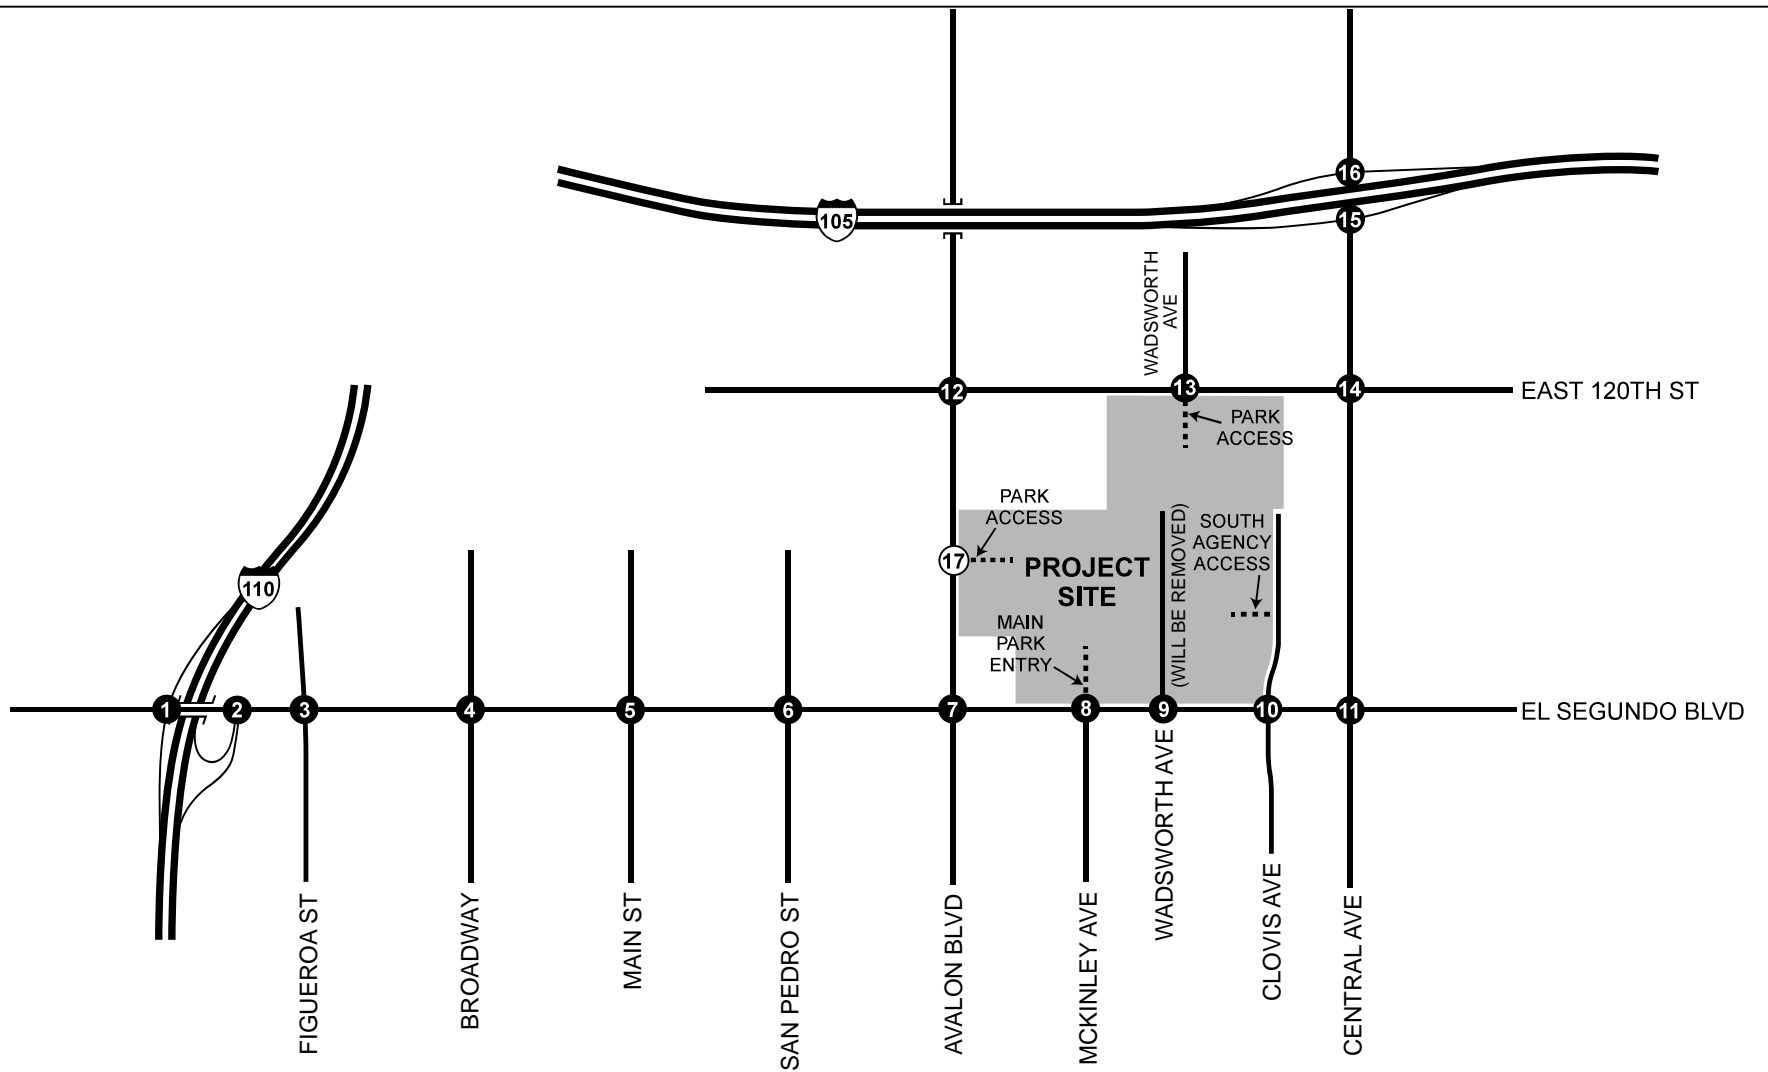 16
105
15
WADSWORTH
AVE
12
13
14
EAST 120TH ST
PARK
ACCESS
PARK
ACCESS
17
PROJECT
SITE
(WILL BE REMOVED)
SOUTH
AGENCY
ACCESS
110
MAIN
PARK
ENTRY
1
2
3
4
5
6
7
8
9
10
11
EL SEGUNDO BLVD
FIGUEROA ST
BROADWAY
MAIN ST
SAN PEDRO ST
AVALON BLVD
MCKINLEY AVE
WADSWORTH AVE
CLOVIS AVE
CENTRAL AVE